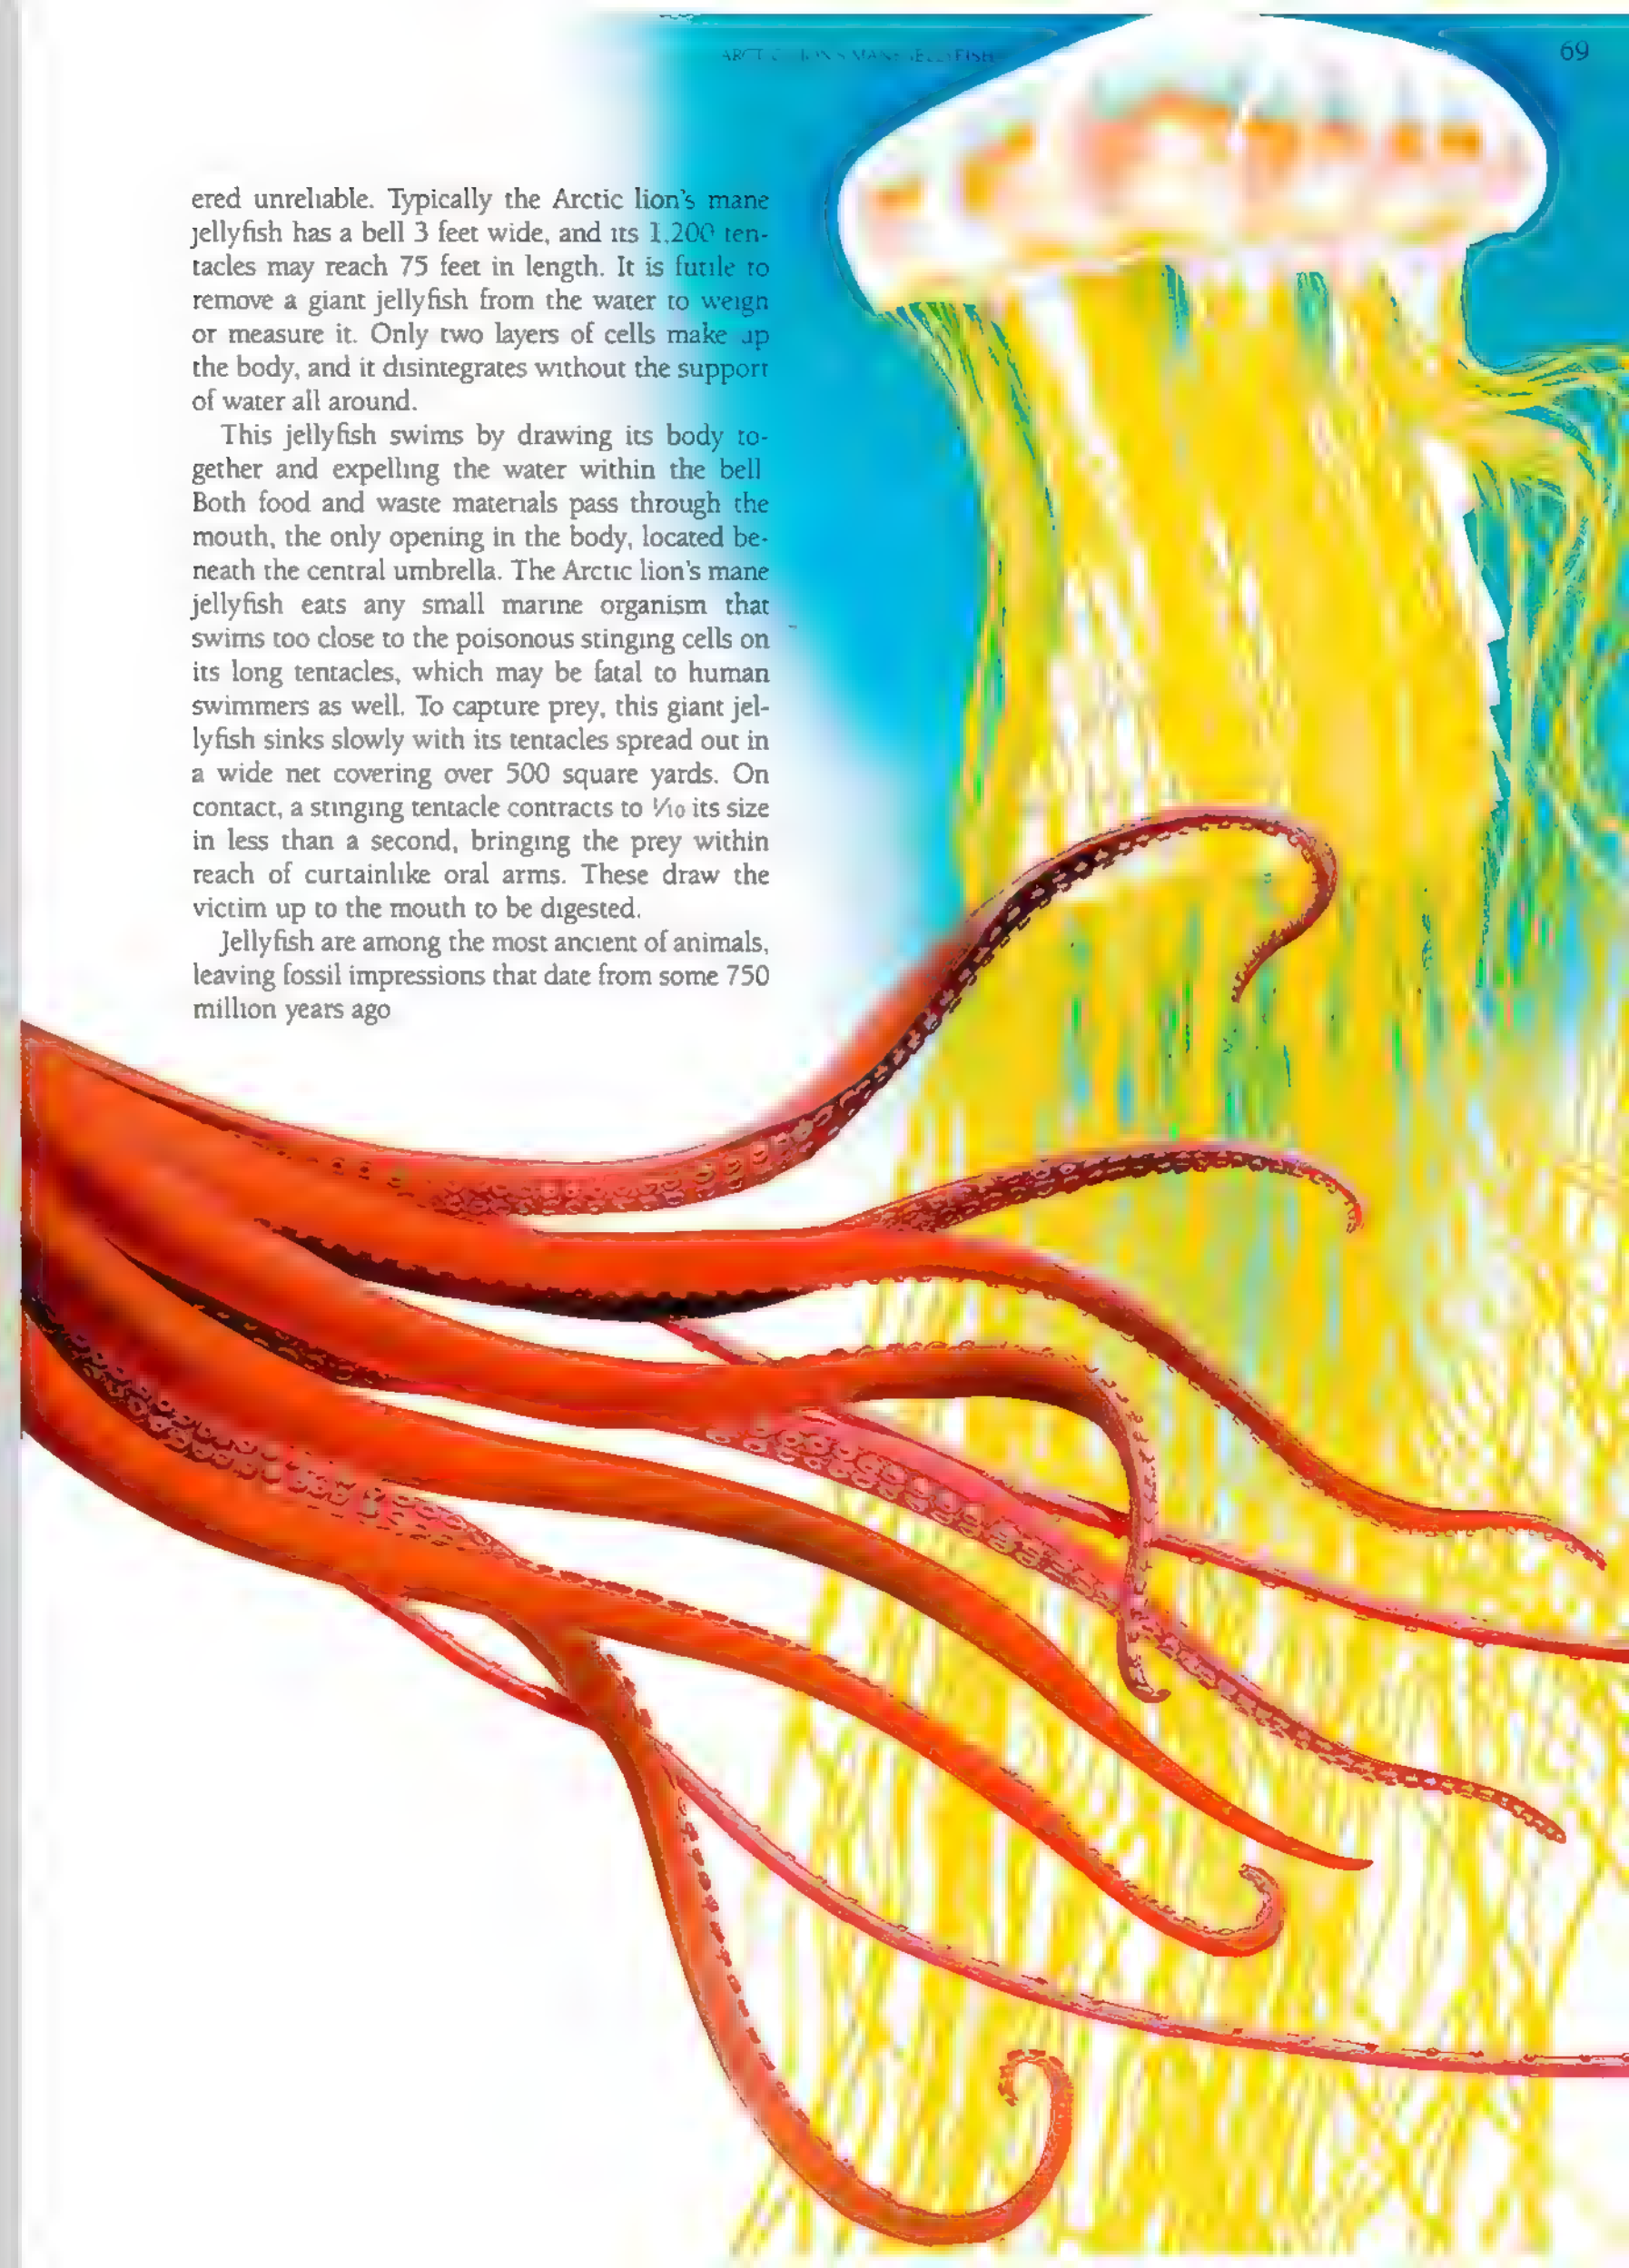 ARCTIC LION'S MANE JELLYFISH
69
ered unreliable. Typically the Arctic lion's mane
jellyfish has a bell 3 feet wide, and its 1,200 ten-
tacles may reach 75 feet in length. It is futile to
remove a giant jellyfish from the water to weigh
or measure it. Only two layers of cells make up
the body, and it disintegrates without the support
of water all around.
This jellyfish swims by drawing its body to-
gether and expelling the water within the bell
Both food and waste materials pass through the
mouth, the only opening in the body, located be-
neath the central umbrella. The Arctic lion's mane
jellyfish eats any small marine organism that
swims too close to the poisonous stinging cells on
its long tentacles, which may be fatal to human
swimmers as well. To capture prey, this giant jel-
lyfish sinks slowly with its tentacles spread out in
a wide net covering over 500 square yards. On
contact, a stinging tentacle contracts to 1/10 its size
in less than a second, bringing the prey within
reach of curtainlike oral arms. These draw the
victim up to the mouth to be digested.
Jellyfish are among the most ancient of animals,
leaving fossil impressions that date from some 750
million years ago